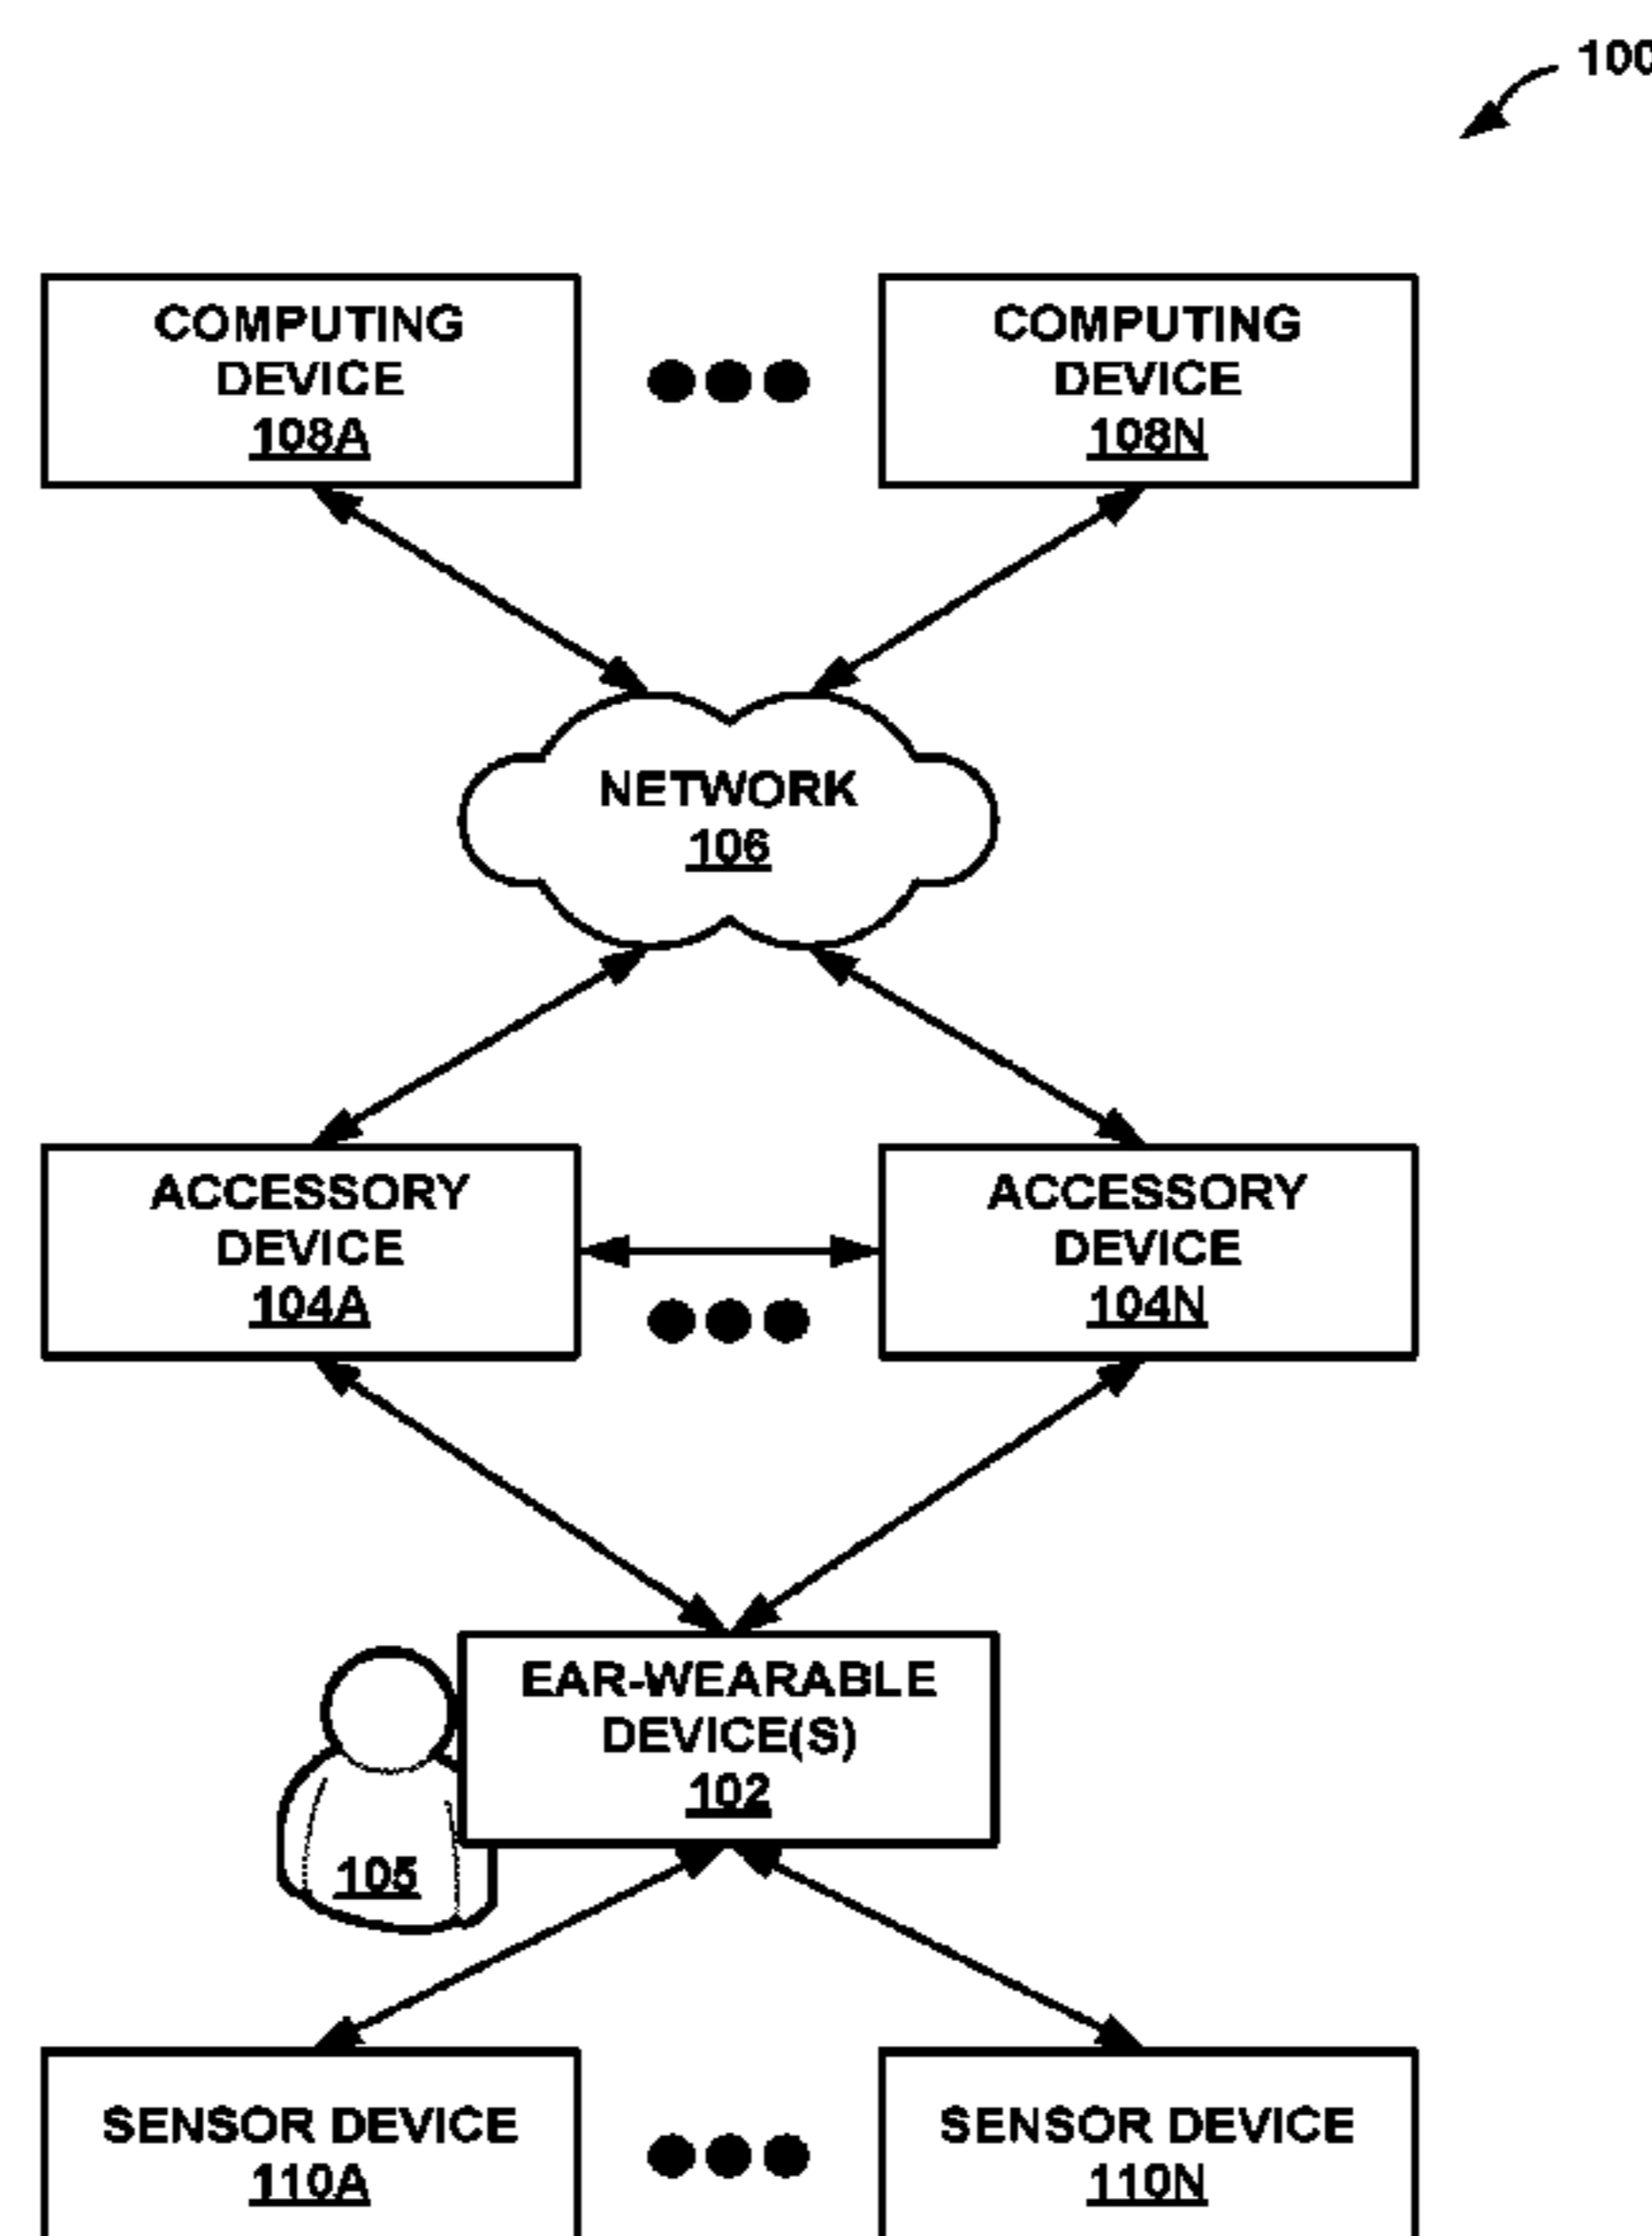 100
COMPUTING
DEVICE
108A
COMPUTING
DEVICE
108N
NETWORK
106
ACCESSORY
DEVICE
104A
ACCESSORY
DEVICE
104N
EAR-WEARABLE
DEVICE(S)
102
105
SENSOR DEVICE
110A
SENSOR DEVICE
110N